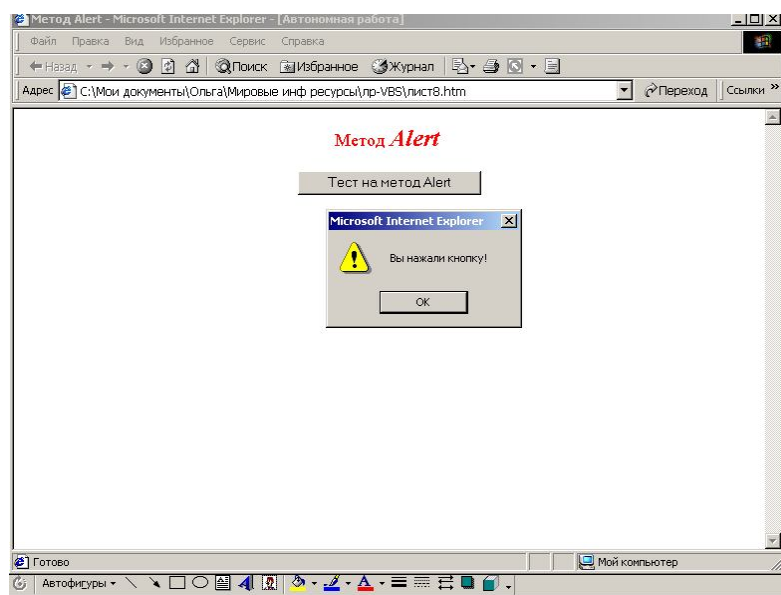 Метод Alert - Microsoft Internet Explorer - [Автономная работа]
Файл Правка Вид Избранное Сервис Справка
Назад Поиск Избранное Журнал
Адрес C:\Мои документы\Ольга\Мировые инф ресурсы\лр-VBS\лист8.htm Переход Ссылки »
Метод Alert
Тест на метод Alert
Microsoft Internet Explorer
Вы нажали кнопку!
OK
Готово Мой компьютер
Автофигуры